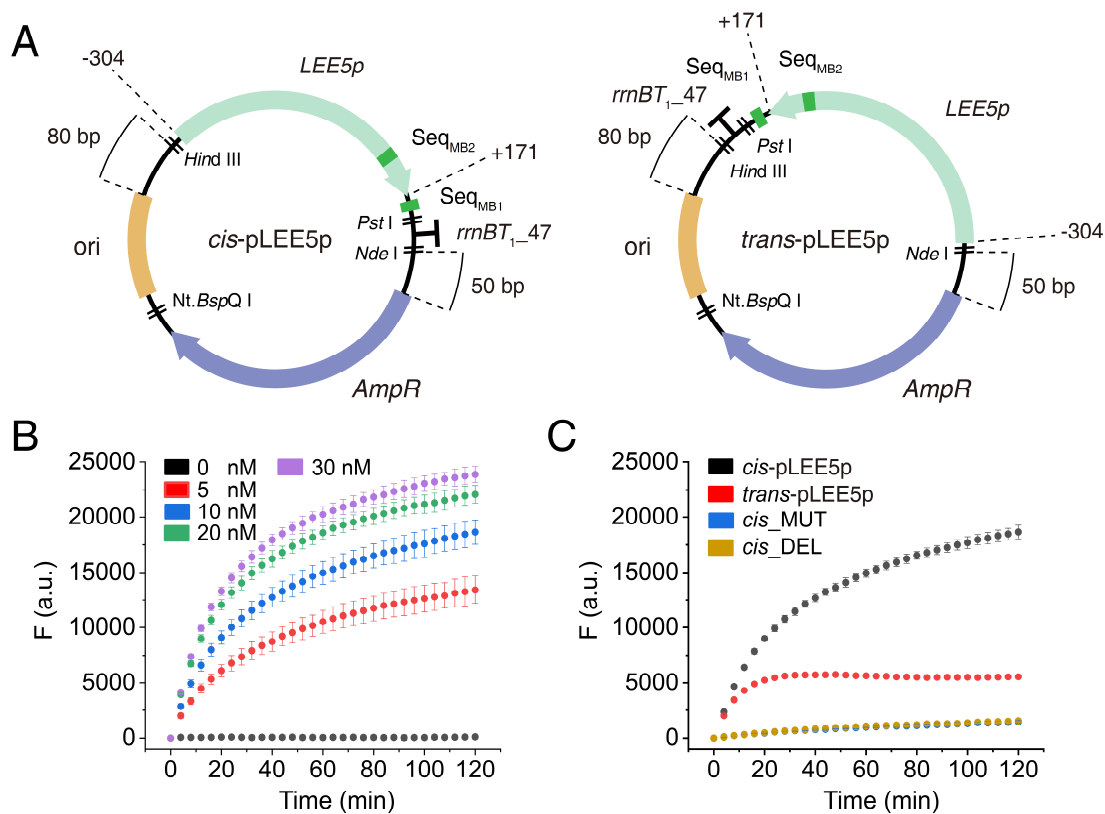 A
-304
LEE5p
80 bp
Hind III
SeqMB2
+171
SeqMB1
Pst I
rrnBT1_47
Nde I
ori
cis-pLEE5p
50 bp
Nt.BspQ I
AmpR
+171
SeqMB1
SeqMB2
rrnBT1_47
LEE5p
80 bp
Pst I
Hind III
ori
trans-pLEE5p
-304
Nde I
50 bp
Nt.BspQ I
AmpR
B
25000
20000
15000
10000
5000
0
F (a.u.)
0 nM
30 nM
5 nM
10 nM
20 nM
0 20 40 60 80 100 120
Time (min)
C
25000
20000
15000
10000
5000
0
F (a.u.)
cis-pLEE5p
trans-pLEE5p
cis_MUT
cis_DEL
0 20 40 60 80 100 120
Time (min)